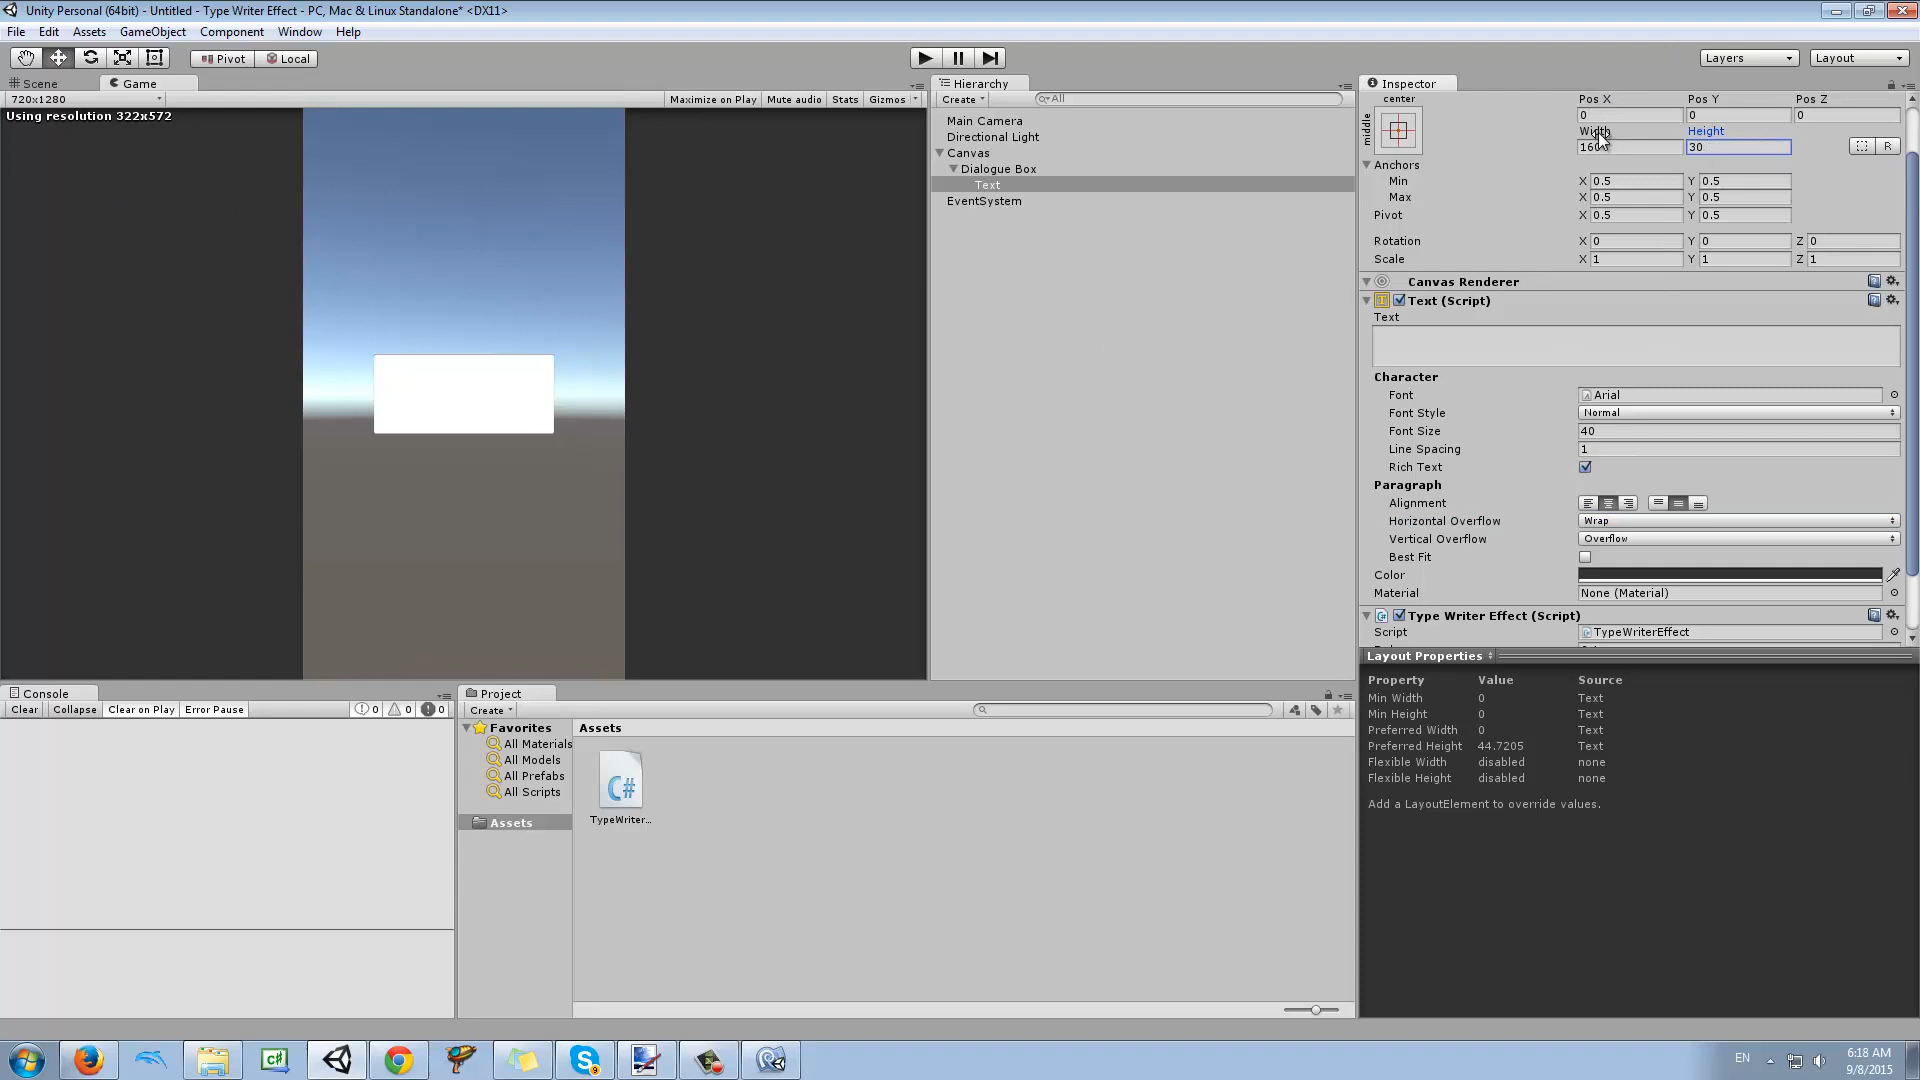 Unity Personal (64bit) - Untitled - Type Writer Effect - PC, Mac & Linux Standalone* <DX11>
File Edit Assets GameObject Component Window Help
Pivot Local Layers Layout
Scene Game
720x1280 Maximize on Play Mute audio Stats Gizmos
Using resolution 322x572
Hierarchy
Create All
Main Camera
Directional Light
Canvas
Dialogue Box
Text
EventSystem
Inspector
center Pos X Pos Y Pos Z
middle
0 0 0
Width Height
160 30 R
Anchors
Min X 0.5 Y 0.5
Max X 0.5 Y 0.5
Pivot X 0.5 Y 0.5
Rotation X 0 Y 0 Z 0
Scale X 1 Y 1 Z 1
Canvas Renderer
Text (Script)
Text
Character
Font Arial
Font Style Normal
Font Size 40
Line Spacing 1
Rich Text
Paragraph
Alignment
Horizontal Overflow Wrap
Vertical Overflow Overflow
Best Fit
Color
Material None (Material)
Type Writer Effect (Script)
Script TypeWriterEffect
Layout Properties
Property Value Source
Min Width 0 Text
Min Height 0 Text
Preferred Width 0 Text
Preferred Height 44.7205 Text
Flexible Width disabled none
Flexible Height disabled none
Add a LayoutElement to override values.
Console
Clear Collapse Clear on Play Error Pause 0 0 0
Project
Create
Favorites
All Materials
All Models
All Prefabs
All Scripts
Assets
Assets
C#
TypeWriter...
C#
9
EN
6:18 AM
9/8/2015